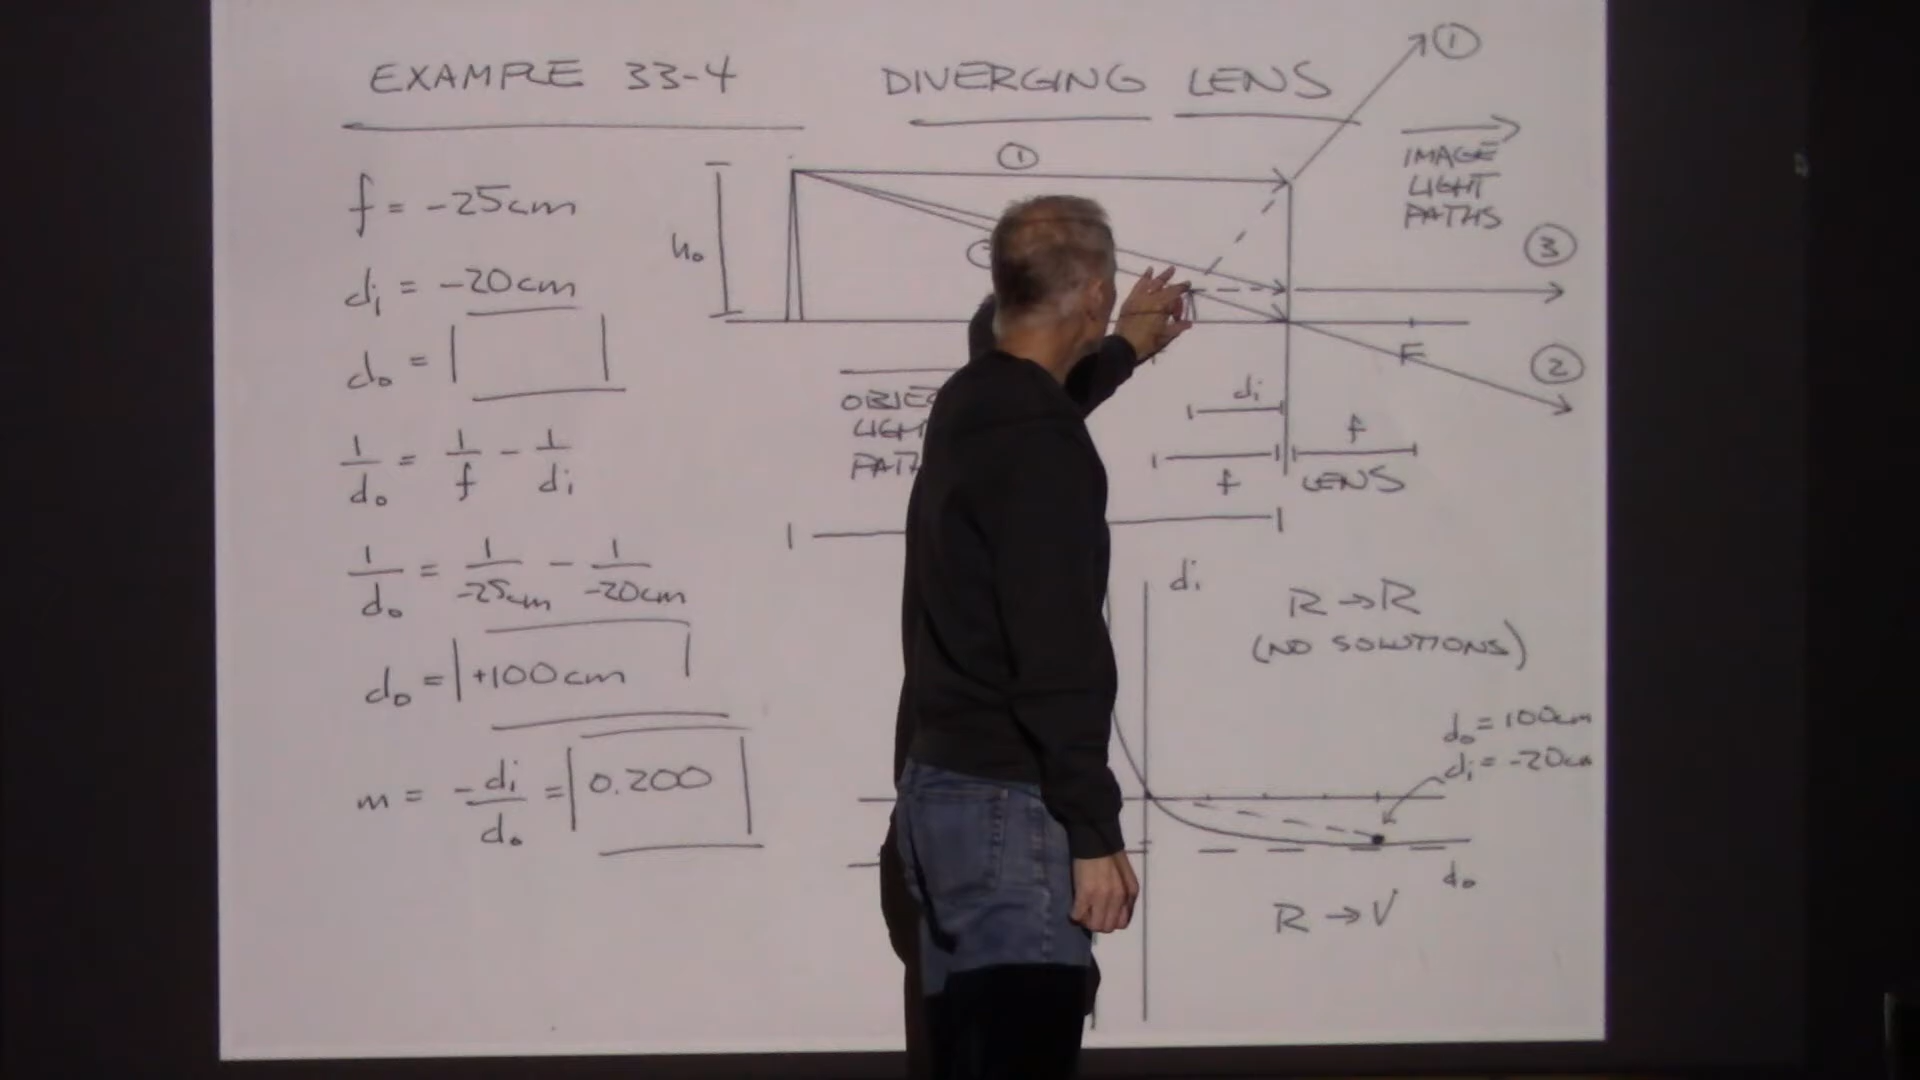 EXAMPLE 33-4
DIVERGING LENS
f = -25cm
di = -20cm
do =
1/do = 1/f - 1/di
1/do = 1/-25cm - 1/-20cm
do = +100cm
m = -di/do = 0.200
①
①
ho
IMAGE
LIGHT
PATHS
③
F
②
LIGHT
di
f
f
LENS
di
R → R
(NO SOLUTIONS)
do = 100cm
di = -20cm
do
R → V